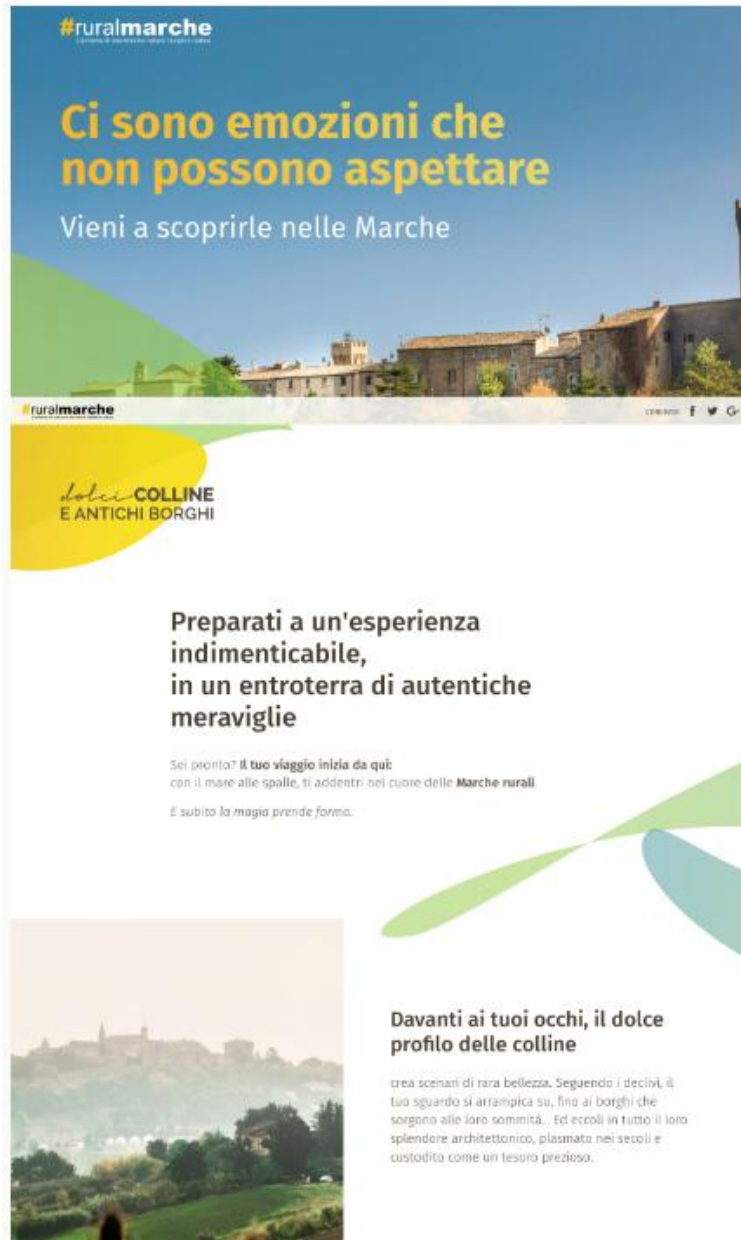 #ruralmarche
Ci sono emozioni che
non possono aspettare
Vieni a scoprirle nelle Marche
#ruralmarche
dolci COLLINE
E ANTICHI BORGHI
Preparati a un'esperienza
indimenticabile,
in un entroterra di autentiche
meraviglie
Sei pronto? Il tuo viaggio inizia da qui:
con il mare alle spalle, ti addentri nel cuore delle Marche rurali
E subito la magia prende forma.
Davanti ai tuoi occhi, il dolce
profilo delle colline
crea scenari di rara bellezza. Seguendo i declivi, il
tuo sguardo si arrampica su, fino ai borghi che
sorgono alle loro sommità... Ed eccoli in tutto il loro
splendore architettonico, plasmato nei secoli e
custodito come un tesoro prezioso.